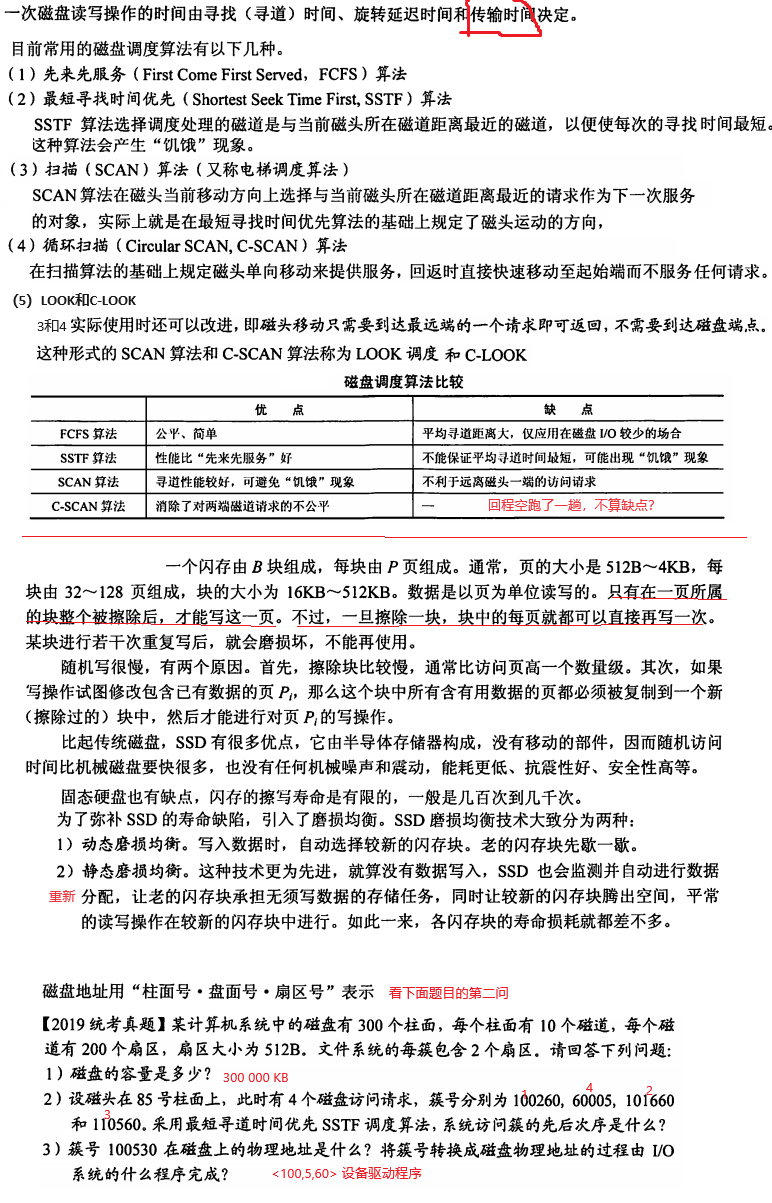 一次磁盘读写操作的时间由寻找（寻道）时间、旋转延迟时间和传输时间决定。
目前常用的磁盘调度算法有以下几种。
（1）先来先服务（First Come First Served，FCFS）算法
（2）最短寻找时间优先（Shortest Seek Time First, SSTF）算法
SSTF 算法选择调度处理的磁道是与当前磁头所在磁道距离最近的磁道，以便使每次的寻找时间最短。
这种算法会产生“饥饿”现象。
（3）扫描（SCAN）算法（又称电梯调度算法）
SCAN 算法在磁头当前移动方向上选择与当前磁头所在磁道距离最近的请求作为下一次服务
的对象，实际上就是在最短寻找时间优先算法的基础上规定了磁头运动的方向，
（4）循环扫描（Circular SCAN, C-SCAN）算法
在扫描算法的基础上规定磁头单向移动来提供服务，回返时直接快速移动至起始端而不服务任何请求。
(5) LOOK和C-LOOK
3和4 实际使用时还可以改进，即磁头移动只需要到达最远端的一个请求即可返回，不需要到达磁盘端点。
这种形式的 SCAN 算法和 C-SCAN 算法称为 LOOK 调度 和 C-LOOK
磁盘调度算法比较
优 点 缺 点
FCFS 算法 公平、简单 平均寻道距离大，仅应用在磁盘 I/O 较少的场合
SSTF 算法 性能比“先来先服务”好 不能保证平均寻道时间最短，可能出现“饥饿”现象
SCAN 算法 寻道性能较好，可避免“饥饿”现象 不利于远离磁头一端的访问请求
C-SCAN 算法 消除了对两端磁道请求的不公平 — 回程空跑了一趟，不算缺点？
一个闪存由 B 块组成，每块由 P 页组成。通常，页的大小是 512B～4KB，每
块由 32～128 页组成，块的大小为 16KB～512KB。数据是以页为单位读写的。只有在一页所属
的块整个被擦除后，才能写这一页。不过，一旦擦除一块，块中的每页就都可以直接再写一次。
某块进行若干次重复写后，就会磨损坏，不能再使用。
随机写很慢，有两个原因。首先，擦除块比较慢，通常比访问页高一个数量级。其次，如果
写操作试图修改包含已有数据的页 Pi，那么这个块中所有含有用数据的页都必须被复制到一个新
（擦除过的）块中，然后才能进行对页 Pi 的写操作。
比起传统磁盘，SSD 有很多优点，它由半导体存储器构成，没有移动的部件，因而随机访问
时间比机械磁盘要快很多，也没有任何机械噪声和震动，能耗更低、抗震性好、安全性高等。
固态硬盘也有缺点，闪存的擦写寿命是有限的，一般是几百次到几千次。
为了弥补 SSD 的寿命缺陷，引入了磨损均衡。SSD 磨损均衡技术大致分为两种：
1）动态磨损均衡。写入数据时，自动选择较新的闪存块。老的闪存块先歇一歇。
2）静态磨损均衡。这种技术更为先进，就算没有数据写入，SSD 也会监测并自动进行数据
重新 分配，让老的闪存块承担无须写数据的存储任务，同时让较新的闪存块腾出空间，平常
的读写操作在较新的闪存块中进行。如此一来，各闪存块的寿命损耗就都差不多。
磁盘地址用“柱面号·盘面号·扇区号”表示 看下面题目的第二问
【2019 统考真题】某计算机系统中的磁盘有 300 个柱面，每个柱面有 10 个磁道，每个磁
道有 200 个扇区，扇区大小为 512B。文件系统的每簇包含 2 个扇区。请回答下列问题：
1）磁盘的容量是多少？ 300 000 KB
1 4 2
2）设磁头在 85 号柱面上，此时有 4 个磁盘访问请求，簇号分别为 100260, 60005, 101660
3
和 110560。采用最短寻道时间优先 SSTF 调度算法，系统访问簇的先后次序是什么？
3）簇号 100530 在磁盘上的物理地址是什么？将簇号转换成磁盘物理地址的过程由 I/O
系统的什么程序完成？ <100,5,60> 设备驱动程序